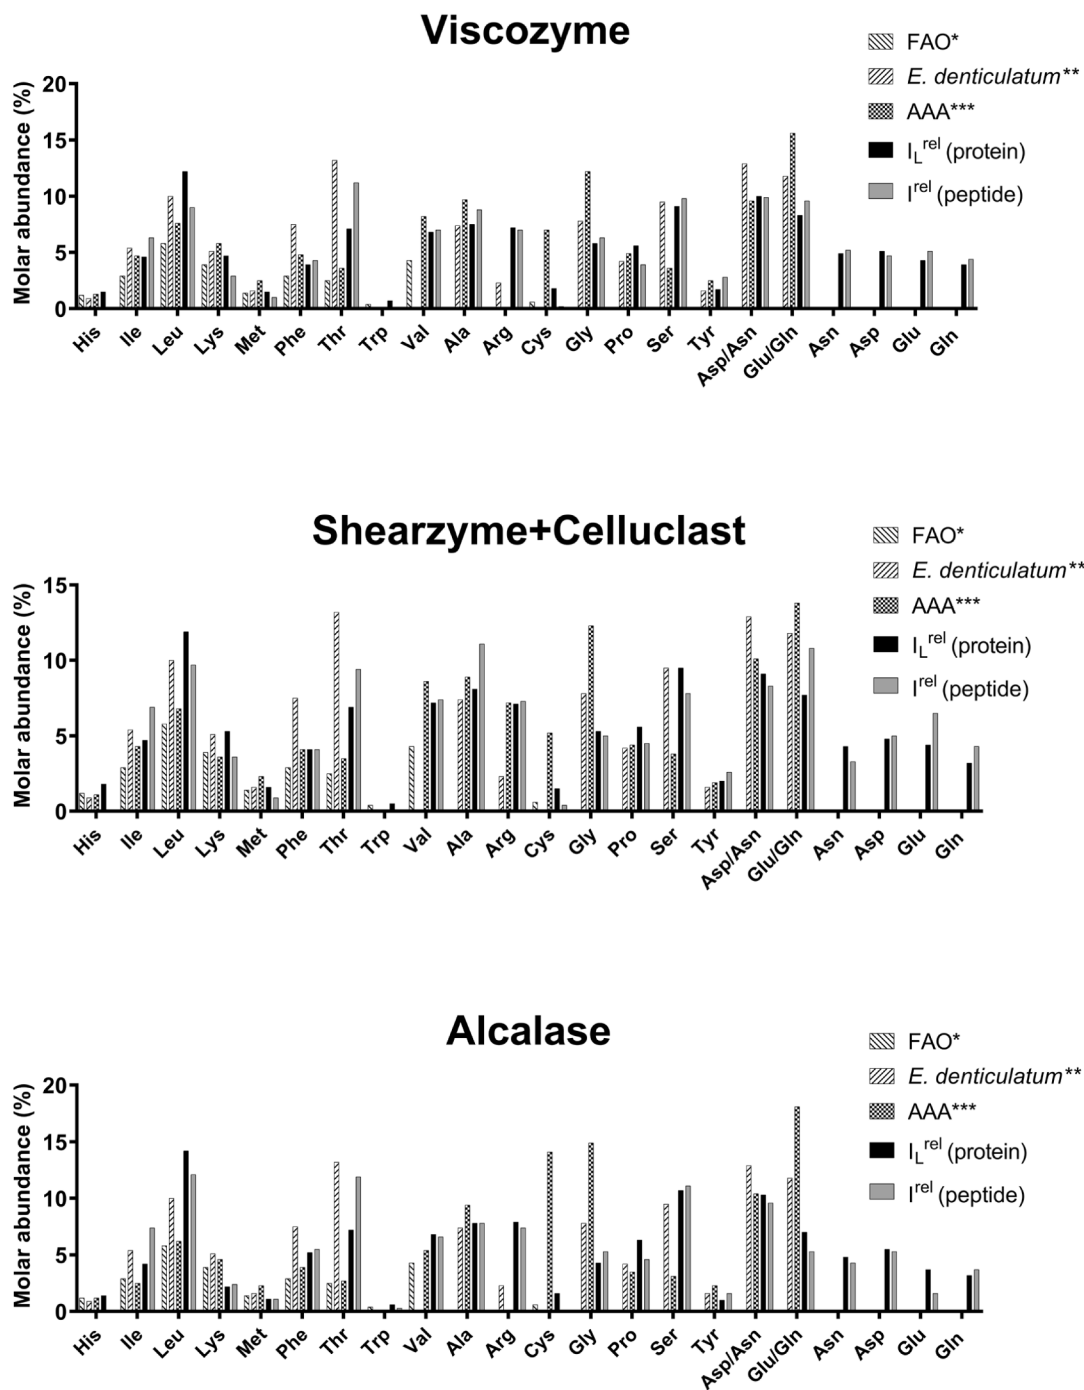 Viscozyme
FAO*
E. denticulatum**
AAA***
I_L^rel (protein)
I^rel (peptide)
Molar abundance (%)
20
15
10
5
0
His Ile Leu Lys Met Phe Thr Trp Val Ala Arg Cys Gly Pro Ser Tyr Asp/Asn Glu/Gln Asn Asp Glu Gln
Shearzyme+Celluclast
FAO*
E. denticulatum**
AAA***
I_L^rel (protein)
I^rel (peptide)
Molar abundance (%)
15
10
5
0
His Ile Leu Lys Met Phe Thr Trp Val Ala Arg Cys Gly Pro Ser Tyr Asp/Asn Glu/Gln Asn Asp Glu Gln
Alcalase
FAO*
E. denticulatum**
AAA***
I_L^rel (protein)
I^rel (peptide)
Molar abundance (%)
20
15
10
5
0
His Ile Leu Lys Met Phe Thr Trp Val Ala Arg Cys Gly Pro Ser Tyr Asp/Asn Glu/Gln Asn Asp Glu Gln